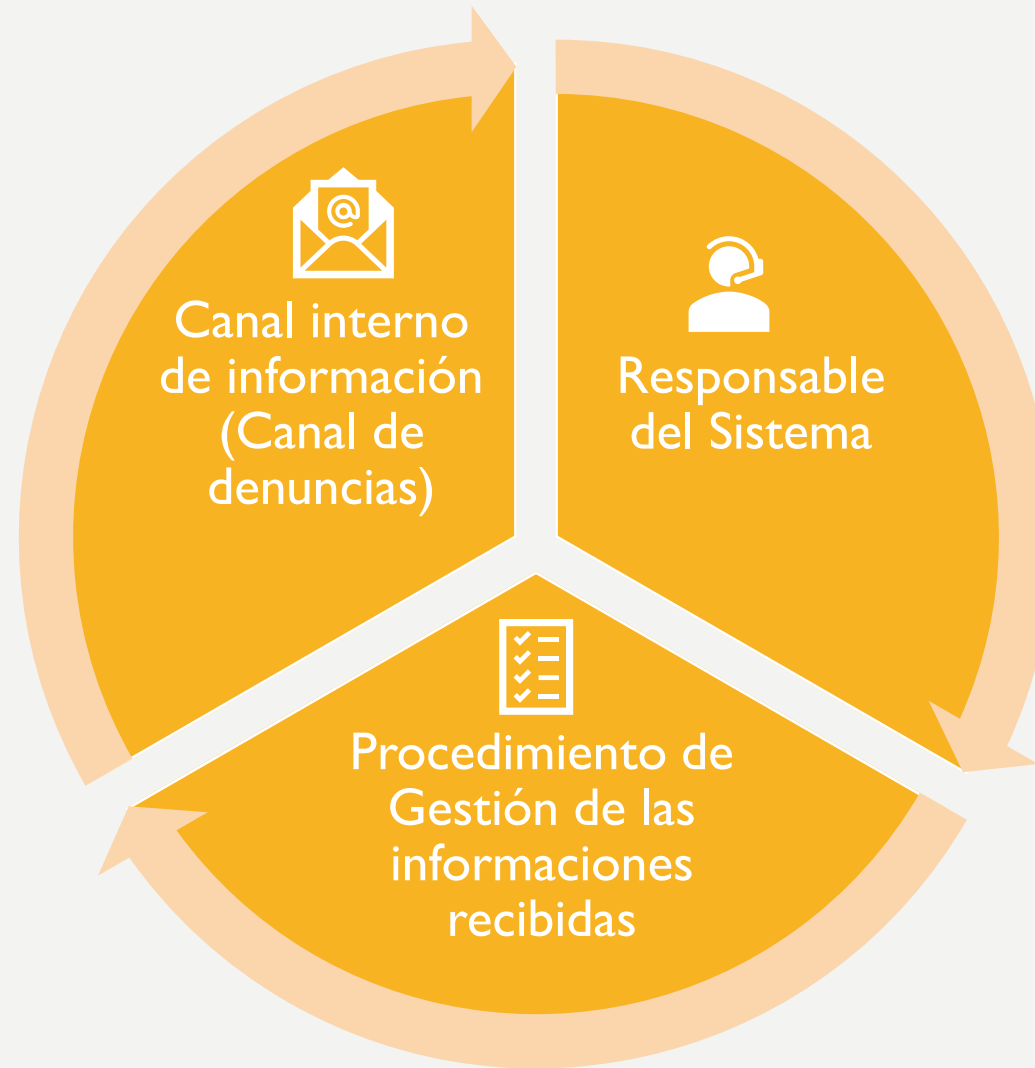 Canal interno
de información
(Canal de
denuncias)
Responsable
del Sistema
Procedimiento de
Gestión de las
informaciones
recibidas